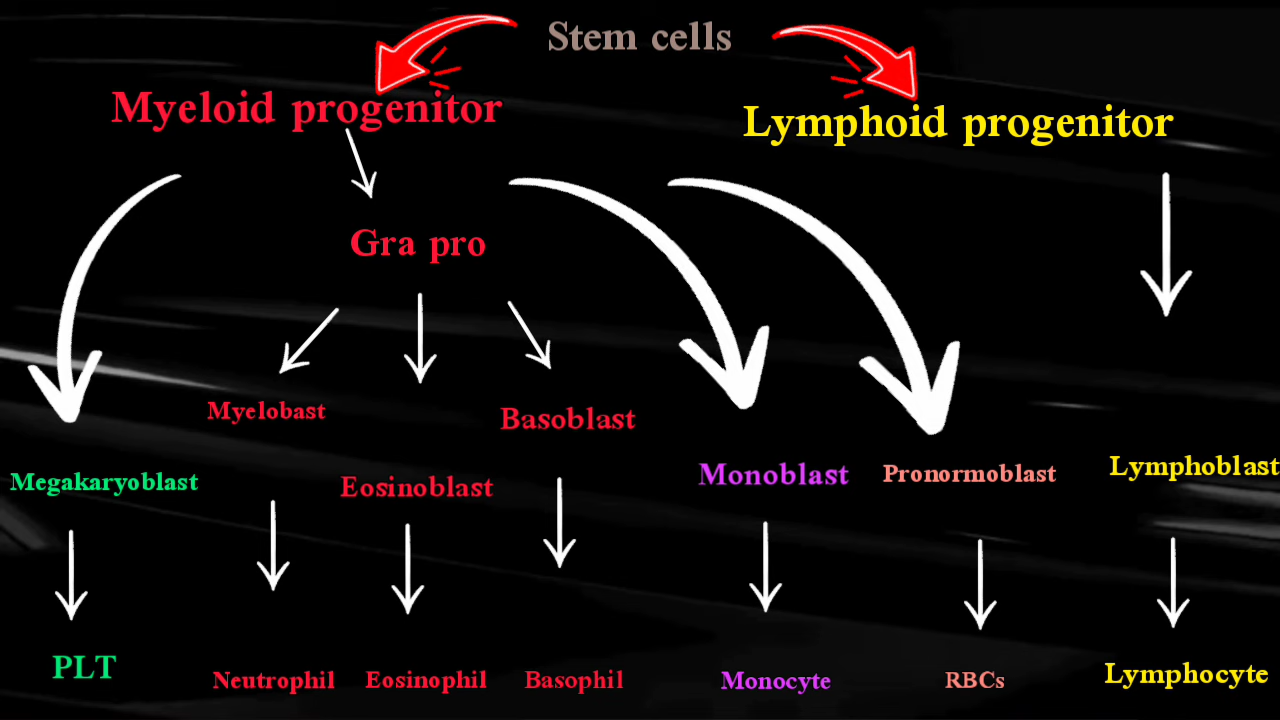 Stem cells
Myeloid progenitor
Lymphoid progenitor
Gra pro
Myelobast
Basoblast
Megakaryoblast
Eosinoblast
Monoblast
Pronormoblast
Lymphoblast
PLT
Neutrophil
Eosinophil
Basophil
Monocyte
RBCs
Lymphocyte